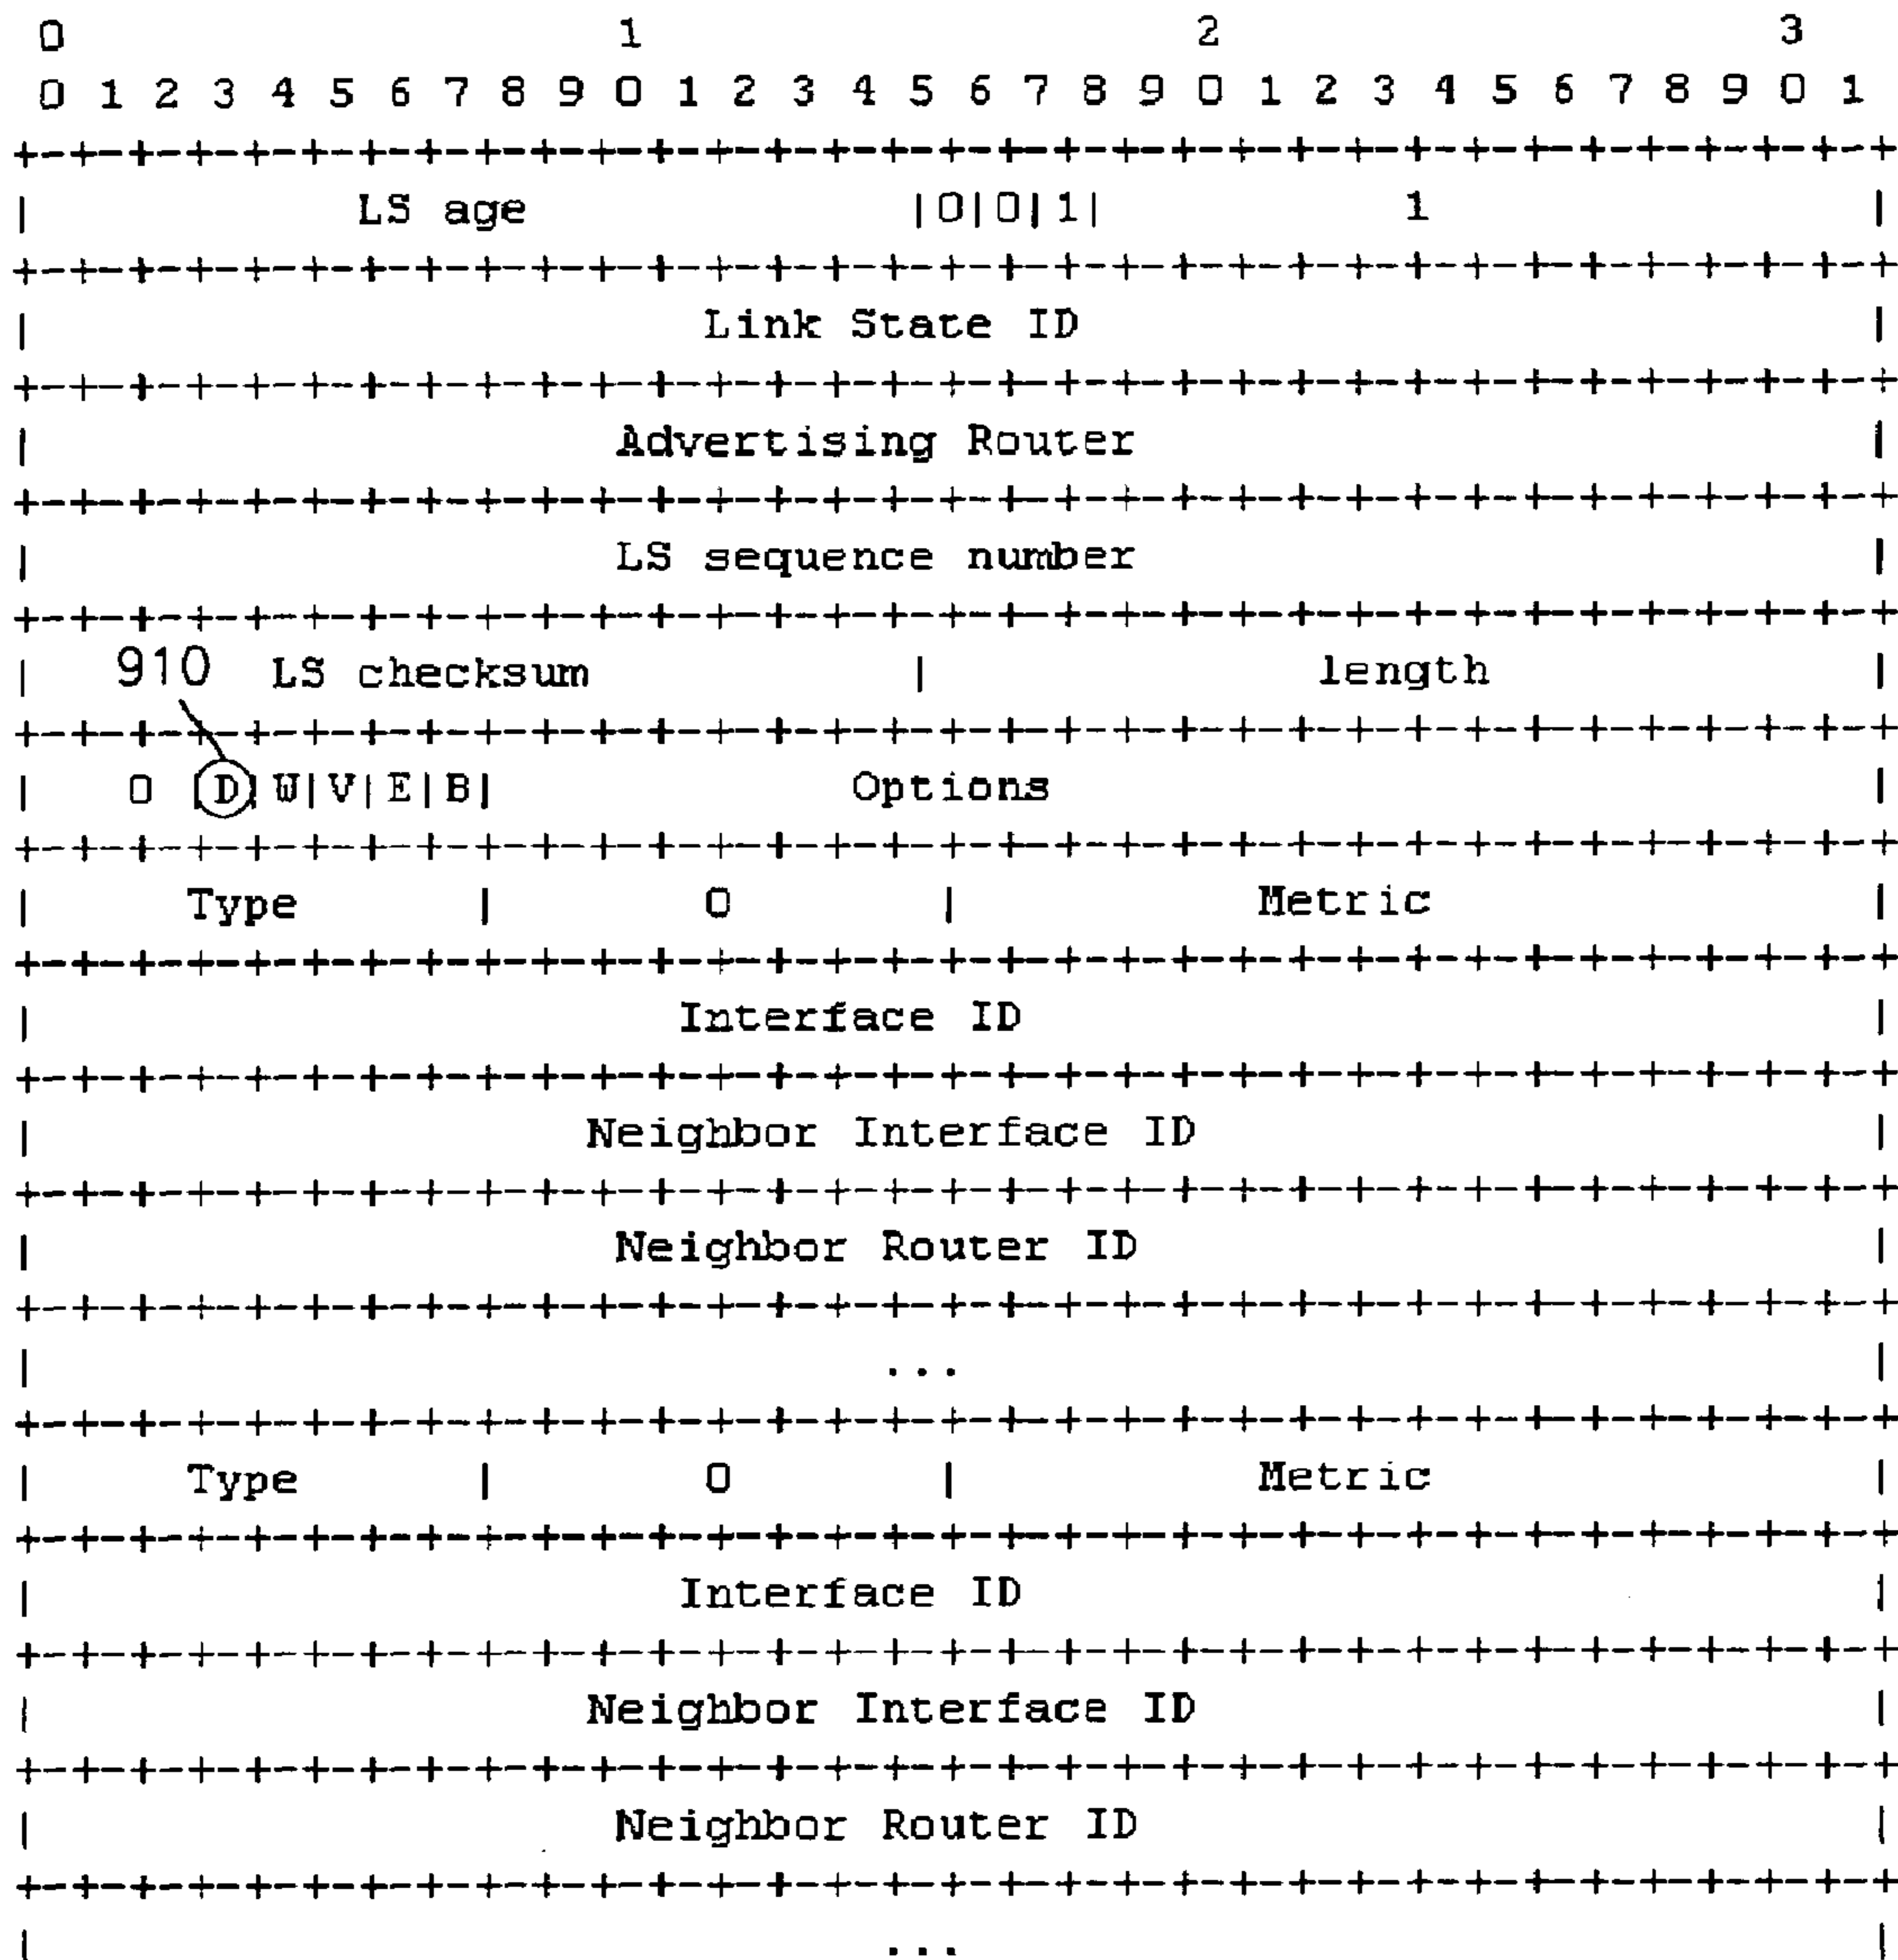 0 1 2 3
0 1 2 3 4 5 6 7 8 9 0 1 2 3 4 5 6 7 8 9 0 1 2 3 4 5 6 7 8 9 0 1
+-+-+-+-+-+-+-+-+-+-+-+-+-+-+-+-+-+-+-+-+-+-+-+-+-+-+-+-+-+-+-+-+
| LS age |0|0|1| 1 |
+-+-+-+-+-+-+-+-+-+-+-+-+-+-+-+-+-+-+-+-+-+-+-+-+-+-+-+-+-+-+-+-+
| Link State ID |
+-+-+-+-+-+-+-+-+-+-+-+-+-+-+-+-+-+-+-+-+-+-+-+-+-+-+-+-+-+-+-+-+
| Advertising Router |
+-+-+-+-+-+-+-+-+-+-+-+-+-+-+-+-+-+-+-+-+-+-+-+-+-+-+-+-+-+-+-+-+
| LS sequence number |
+-+-+-+-+-+-+-+-+-+-+-+-+-+-+-+-+-+-+-+-+-+-+-+-+-+-+-+-+-+-+-+-+
| 910 LS checksum | length |
+-+-+-+-+-+-+-+-+-+-+-+-+-+-+-+-+-+-+-+-+-+-+-+-+-+-+-+-+-+-+-+-+
| 0 |D|W|V|E|B| Options |
+-+-+-+-+-+-+-+-+-+-+-+-+-+-+-+-+-+-+-+-+-+-+-+-+-+-+-+-+-+-+-+-+
| Type | 0 | Metric |
+-+-+-+-+-+-+-+-+-+-+-+-+-+-+-+-+-+-+-+-+-+-+-+-+-+-+-+-+-+-+-+-+
| Interface ID |
+-+-+-+-+-+-+-+-+-+-+-+-+-+-+-+-+-+-+-+-+-+-+-+-+-+-+-+-+-+-+-+-+
| Neighbor Interface ID |
+-+-+-+-+-+-+-+-+-+-+-+-+-+-+-+-+-+-+-+-+-+-+-+-+-+-+-+-+-+-+-+-+
| Neighbor Router ID |
+-+-+-+-+-+-+-+-+-+-+-+-+-+-+-+-+-+-+-+-+-+-+-+-+-+-+-+-+-+-+-+-+
| ... |
+-+-+-+-+-+-+-+-+-+-+-+-+-+-+-+-+-+-+-+-+-+-+-+-+-+-+-+-+-+-+-+-+
| Type | 0 | Metric |
+-+-+-+-+-+-+-+-+-+-+-+-+-+-+-+-+-+-+-+-+-+-+-+-+-+-+-+-+-+-+-+-+
| Interface ID |
+-+-+-+-+-+-+-+-+-+-+-+-+-+-+-+-+-+-+-+-+-+-+-+-+-+-+-+-+-+-+-+-+
| Neighbor Interface ID |
+-+-+-+-+-+-+-+-+-+-+-+-+-+-+-+-+-+-+-+-+-+-+-+-+-+-+-+-+-+-+-+-+
| Neighbor Router ID |
+-+-+-+-+-+-+-+-+-+-+-+-+-+-+-+-+-+-+-+-+-+-+-+-+-+-+-+-+-+-+-+-+
| ... |